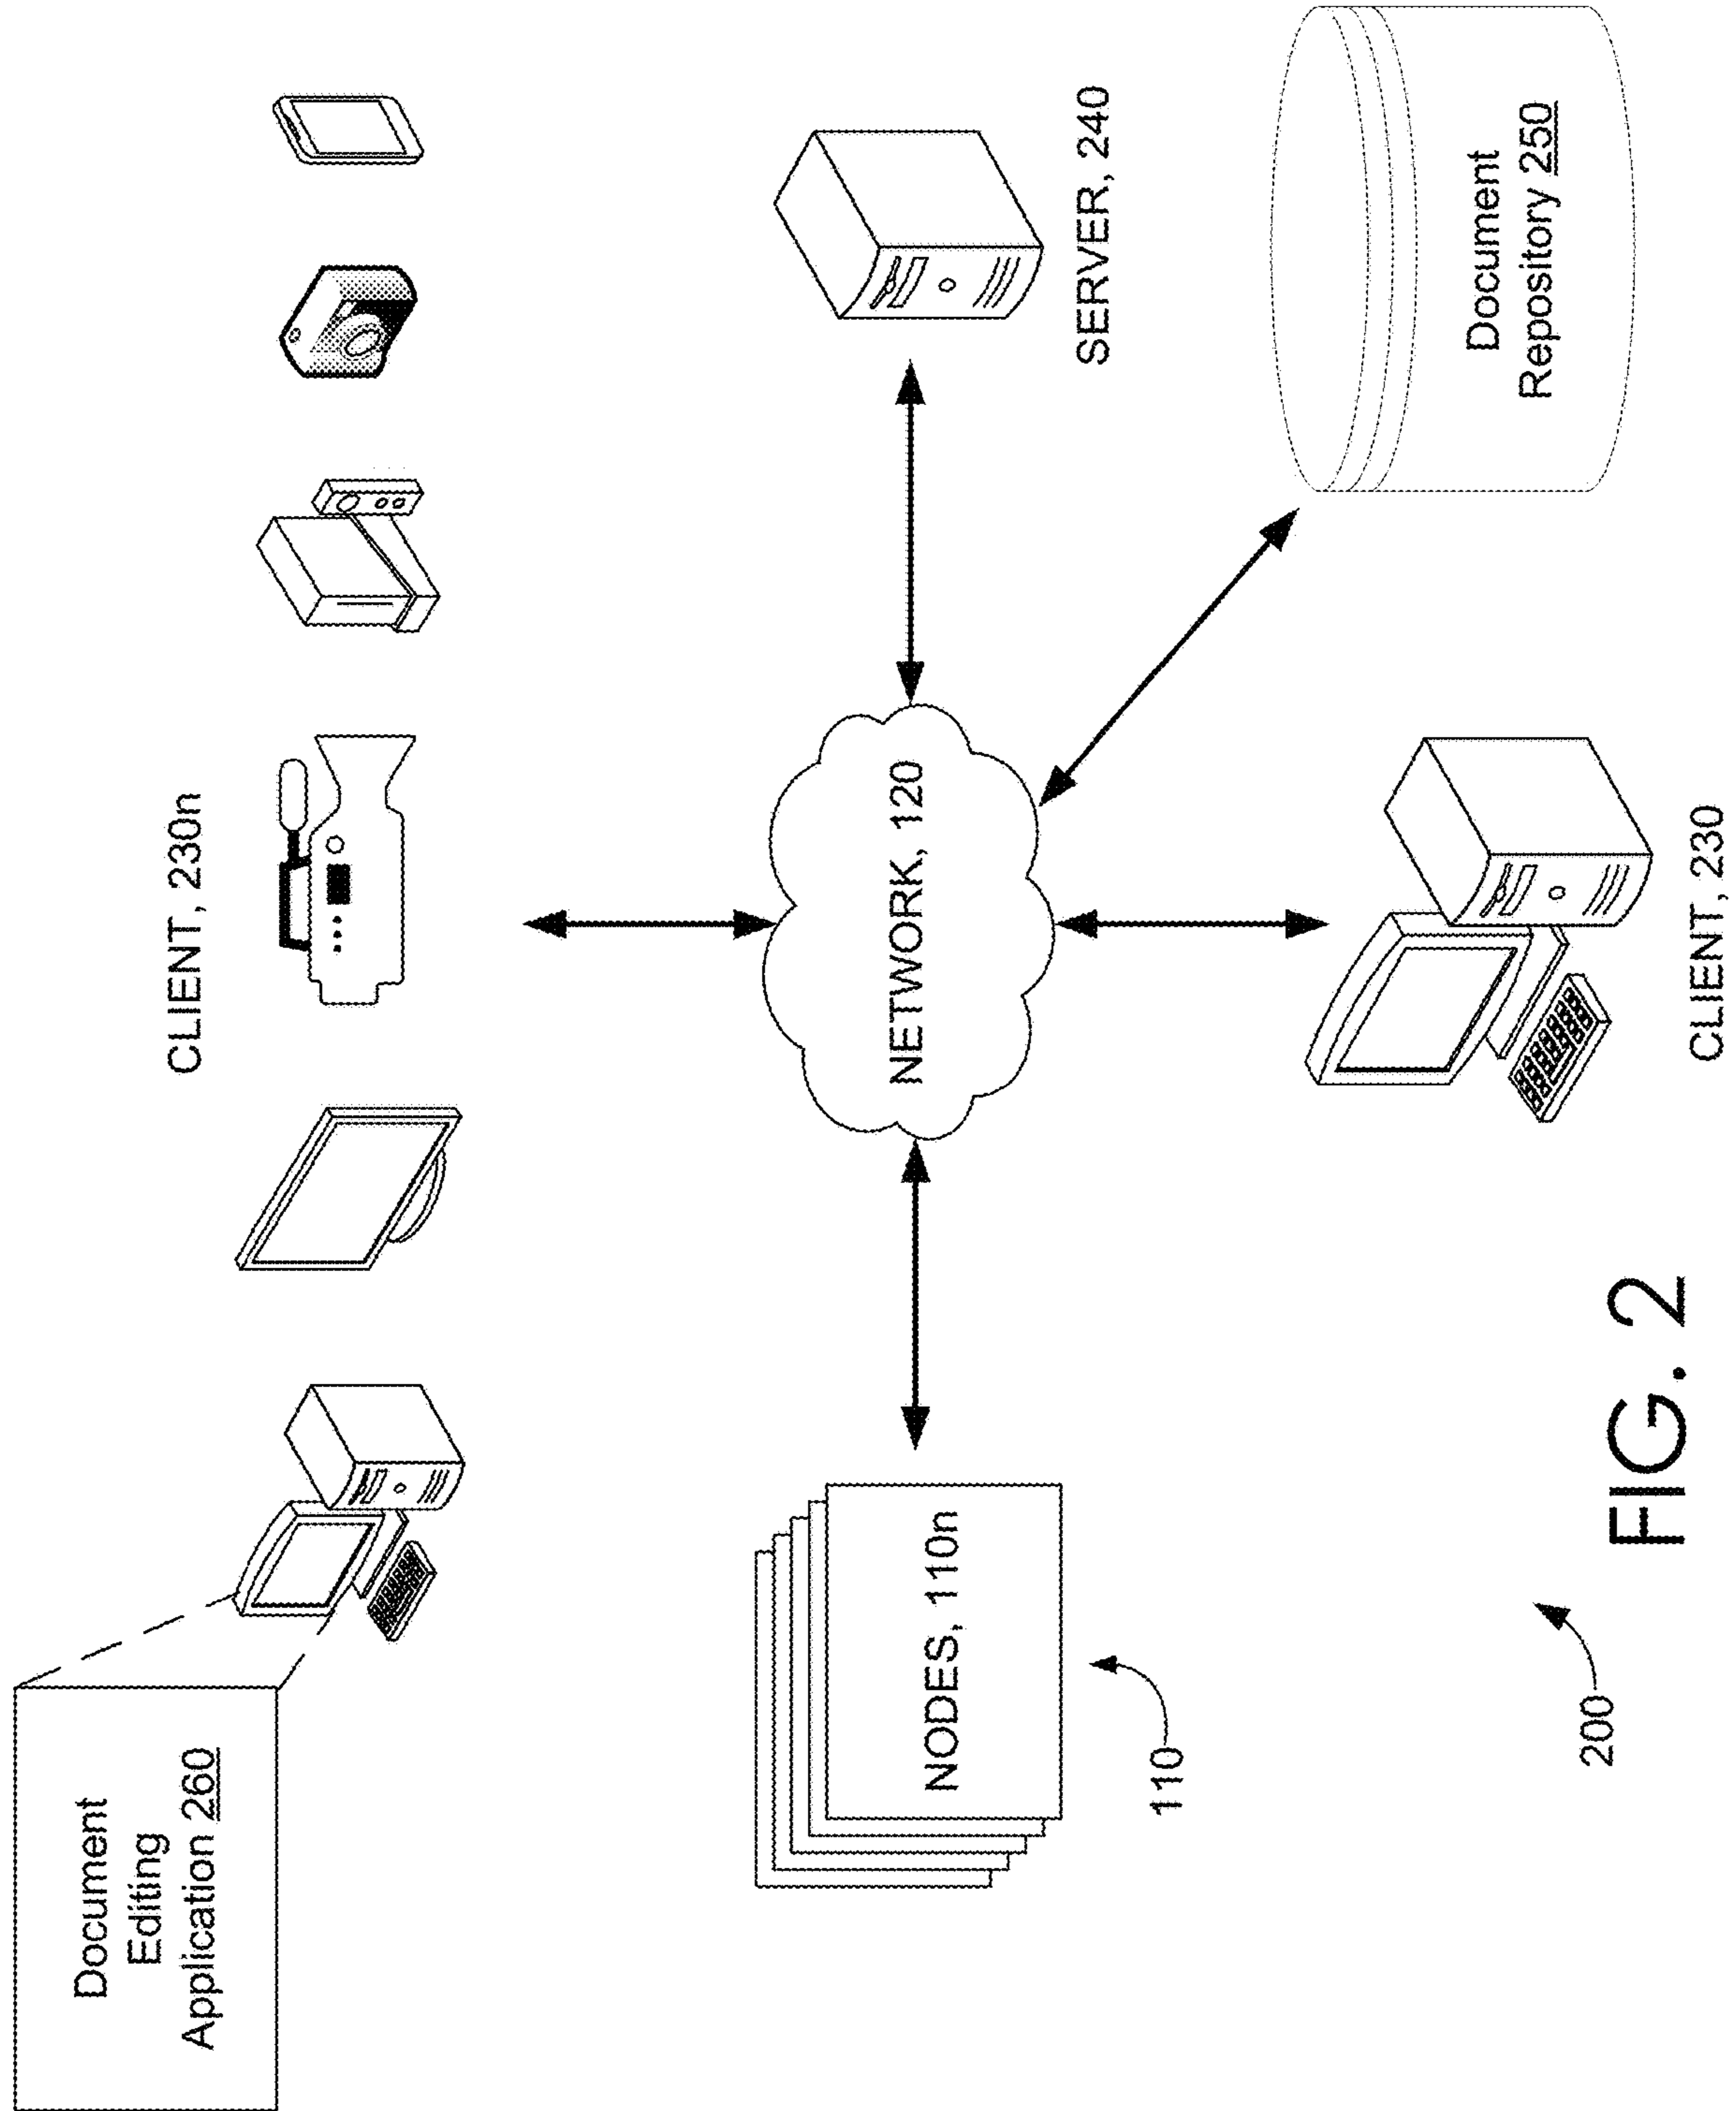 Document
Editing
Application 260
CLIENT, 230n
NODES, 110n
110
NETWORK, 120
SERVER, 240
200
CLIENT, 230
Document
Repository 250
FIG. 2